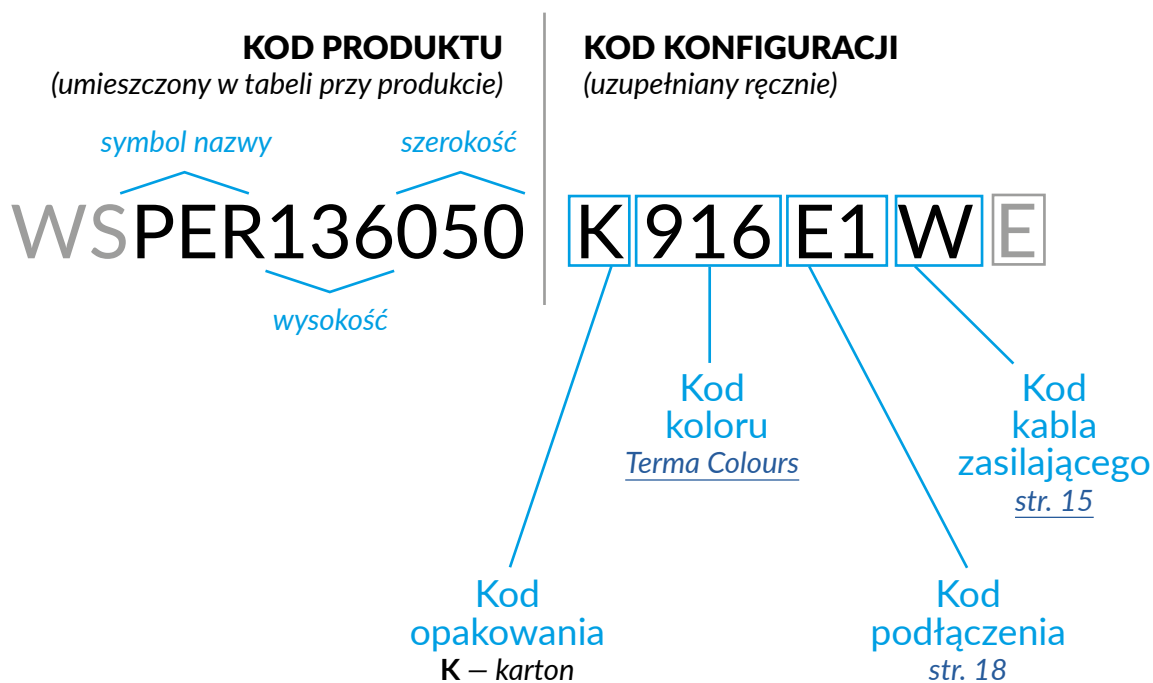 KOD PRODUKTU
(umieszczony w tabeli przy produkcie)
symbol nazwy
szerokość
WSPER136050
wysokość
KOD KONFIGURACJI
(uzupełniany ręcznie)
K 916 E1 W E
Kod
koloru
Terma Colours
Kod
kabla
zasilającego
str. 15
Kod
opakowania
K – karton
Kod
podłączenia
str. 18